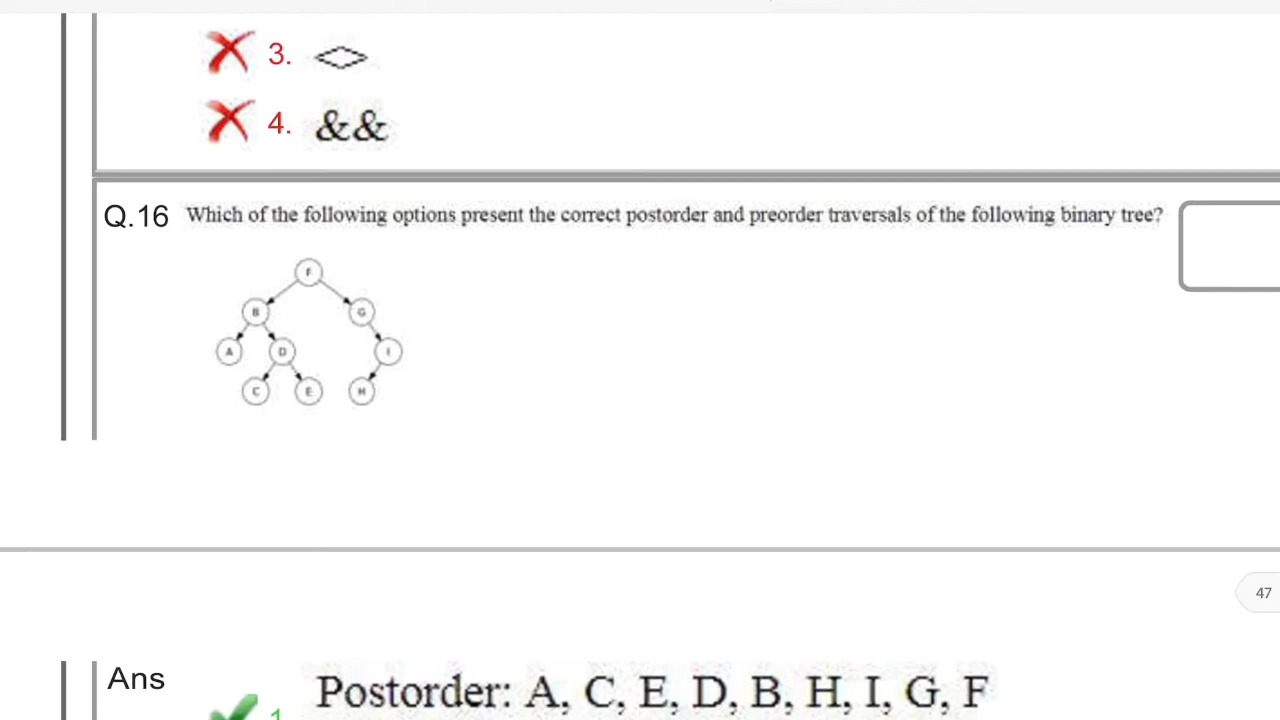 3.
4. &&
Q.16 Which of the following options present the correct postorder and preorder traversals of the following binary tree?
F
B G
A D I
C E H
47
Ans
1. Postorder: A, C, E, D, B, H, I, G, F